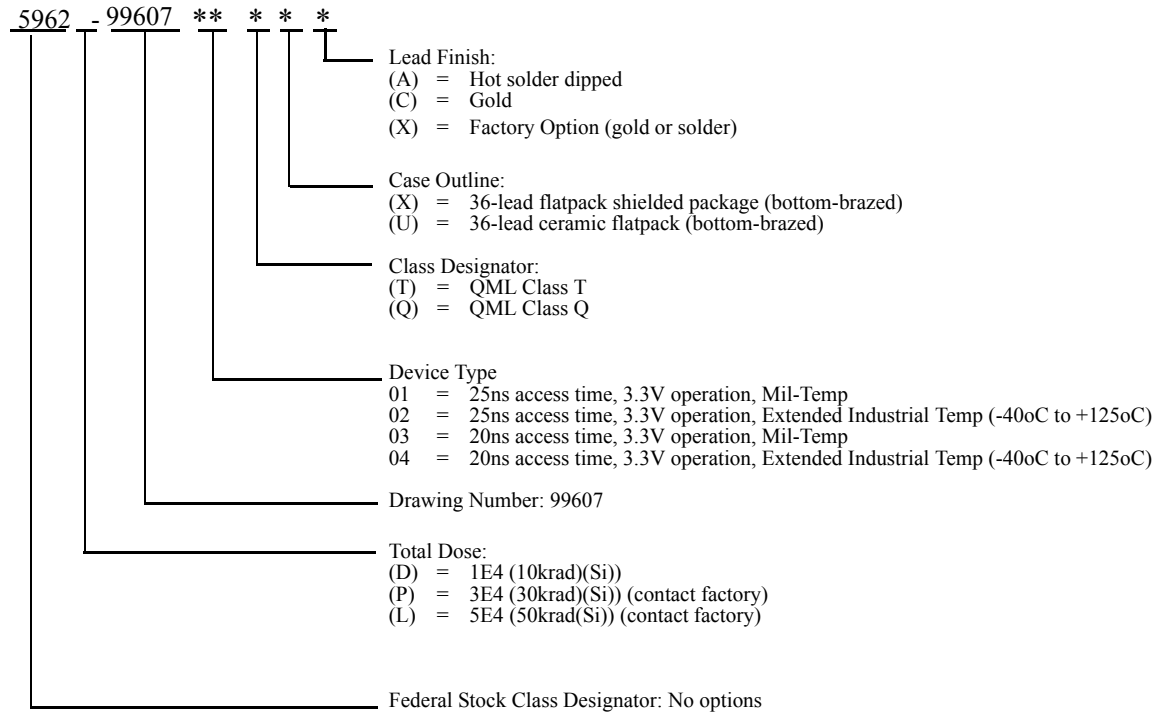 5962 - 99607 ** * * *
Lead Finish:
(A) = Hot solder dipped
(C) = Gold
(X) = Factory Option (gold or solder)
Case Outline:
(X) = 36-lead flatpack shielded package (bottom-brazed)
(U) = 36-lead ceramic flatpack (bottom-brazed)
Class Designator:
(T) = QML Class T
(Q) = QML Class Q
Device Type
01 = 25ns access time, 3.3V operation, Mil-Temp
02 = 25ns access time, 3.3V operation, Extended Industrial Temp (-40oC to +125oC)
03 = 20ns access time, 3.3V operation, Mil-Temp
04 = 20ns access time, 3.3V operation, Extended Industrial Temp (-40oC to +125oC)
Drawing Number: 99607
Total Dose:
(D) = 1E4 (10krad)(Si))
(P) = 3E4 (30krad)(Si)) (contact factory)
(L) = 5E4 (50krad(Si)) (contact factory)
Federal Stock Class Designator: No options